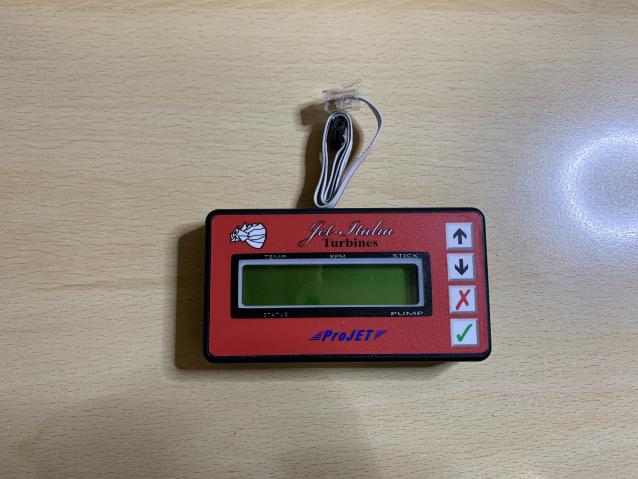 Jet-Italia
Turbines
TEMP RPM STICK
STATUS PUMP
ProJET